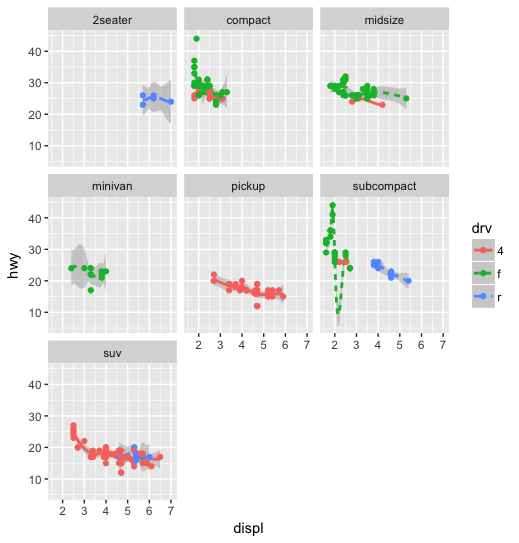 2seater compact midsize
40
30
20
10
minivan pickup subcompact
40
30
20
10
hwy
drv
4
f
r
2 3 4 5 6 7 2 3 4 5 6 7
suv
40
30
20
10
2 3 4 5 6 7
displ